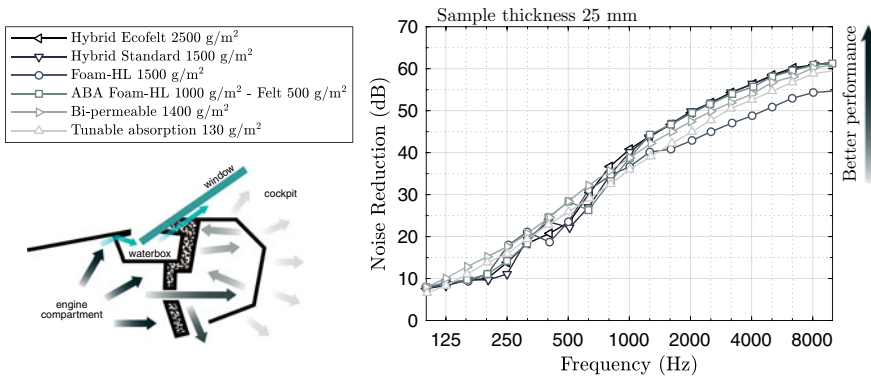 Sample thickness 25 mm
Hybrid Ecofelt 2500 g/m²
Hybrid Standard 1500 g/m²
Foam-HL 1500 g/m²
ABA Foam-HL 1000 g/m² - Felt 500 g/m²
Bi-permeable 1400 g/m²
Tunable absorption 130 g/m²
window
cockpit
waterbox
engine
compartment
Noise Reduction (dB)
70
60
50
40
30
20
10
0
125 250 500 1000 2000 4000 8000
Frequency (Hz)
Better performance